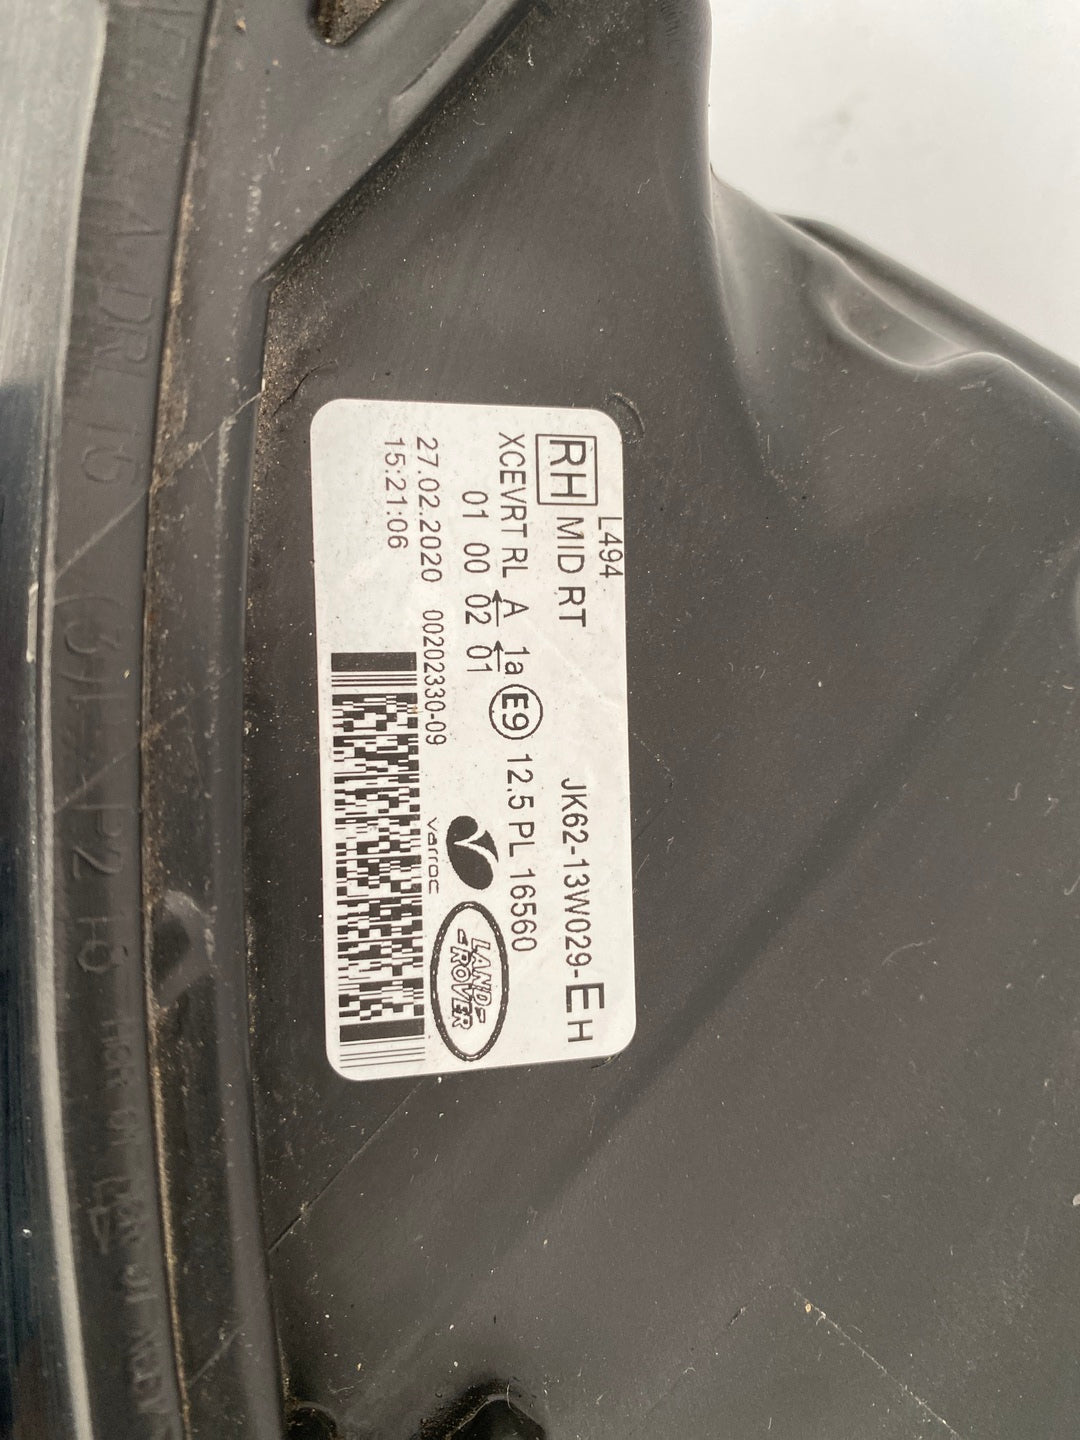 L494
RH MID RT JK62-13W029-E H
XCEVRT RL A 1a E9 12.5 PL 16560
01 00 02 01
27.02.2020 00202330-09
15:21:06
varroc
LAND-
-ROVER